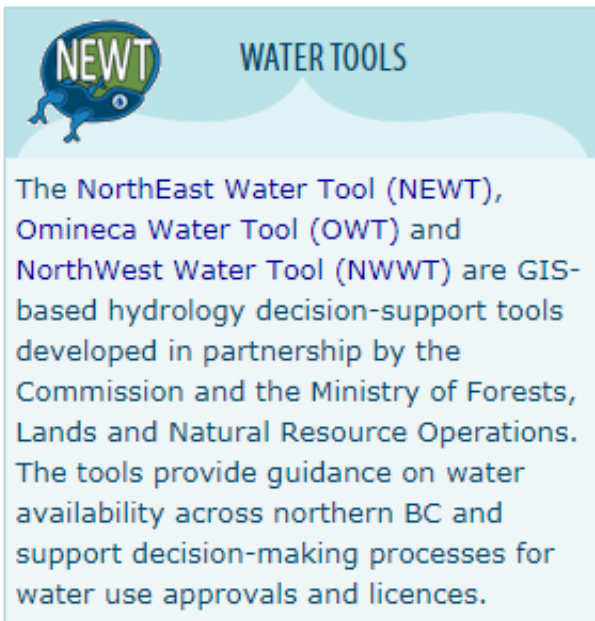 NEWT
WATER TOOLS
The NorthEast Water Tool (NEWT),
Omineca Water Tool (OWT) and
NorthWest Water Tool (NWWT) are GIS-
based hydrology decision-support tools
developed in partnership by the
Commission and the Ministry of Forests,
Lands and Natural Resource Operations.
The tools provide guidance on water
availability across northern BC and
support decision-making processes for
water use approvals and licences.